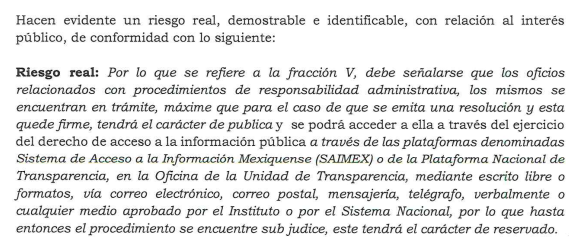 Hacen evidente un riesgo real, demostrable e identificable, con relación al interés
público, de conformidad con lo siguiente:
Riesgo real: Por lo que se refiere a la fracción V, debe señalarse que los oficios
relacionados con procedimientos de responsabilidad administrativa, los mismos se
encuentran en trámite, máxime que para el caso de que se emita una resolución y esta
quede firme, tendrá el carácter de publica y se podrá acceder a ella a través del ejercicio
del derecho de acceso a la información pública a través de las plataformas denominadas
Sistema de Acceso a la Información Mexiquense (SAIMEX) o de la Plataforma Nacional de
Transparencia, en la Oficina de la Unidad de Transparencia, mediante escrito libre o
formatos, vía correo electrónico, correo postal, mensajería, telégrafo, verbalmente o
cualquier medio aprobado por el Instituto o por el Sistema Nacional, por lo que hasta
entonces el procedimiento se encuentre sub judice, este tendrá el carácter de reservado.